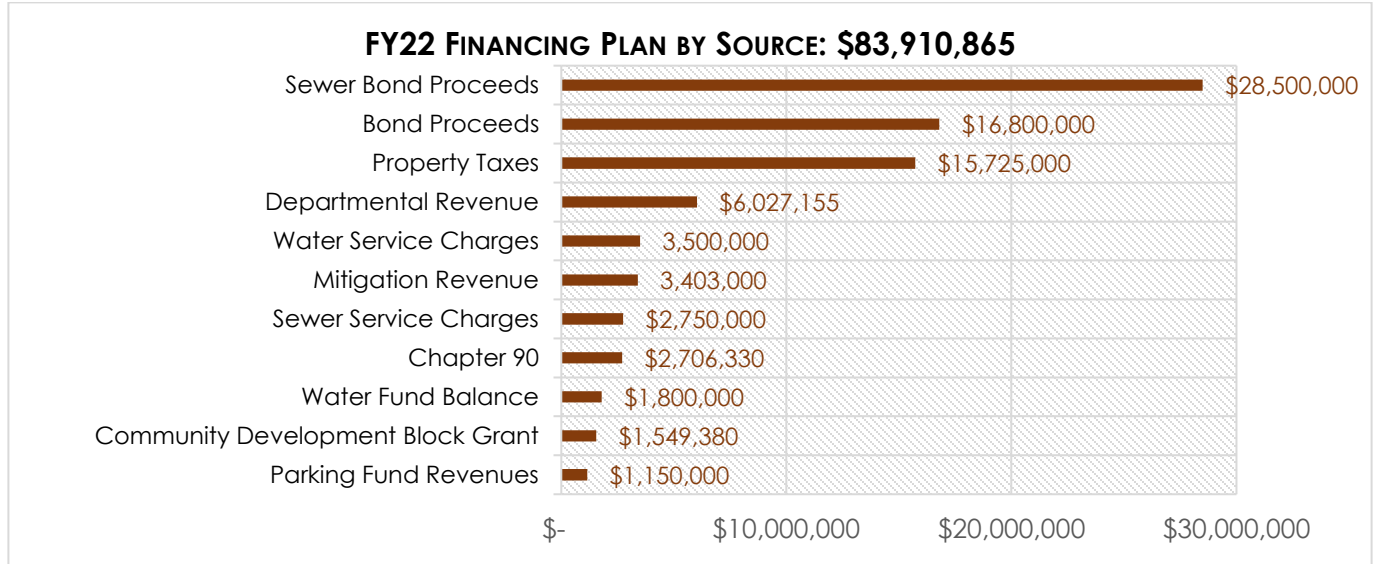 FY22 FINANCING PLAN BY SOURCE: $83,910,865
Sewer Bond Proceeds $28,500,000
Bond Proceeds $16,800,000
Property Taxes $15,725,000
Departmental Revenue $6,027,155
Water Service Charges 3,500,000
Mitigation Revenue 3,403,000
Sewer Service Charges $2,750,000
Chapter 90 $2,706,330
Water Fund Balance $1,800,000
Community Development Block Grant $1,549,380
Parking Fund Revenues $1,150,000
$- $10,000,000 $20,000,000 $30,000,000